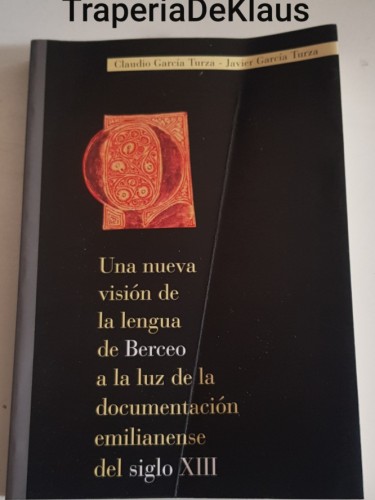 TraperiaDeKlaus
Claudio García Turza - Javier García Turza
Una nueva
visión de
la lengua
de Berceo
a la luz de la
documentación
emilianense
del siglo XIII